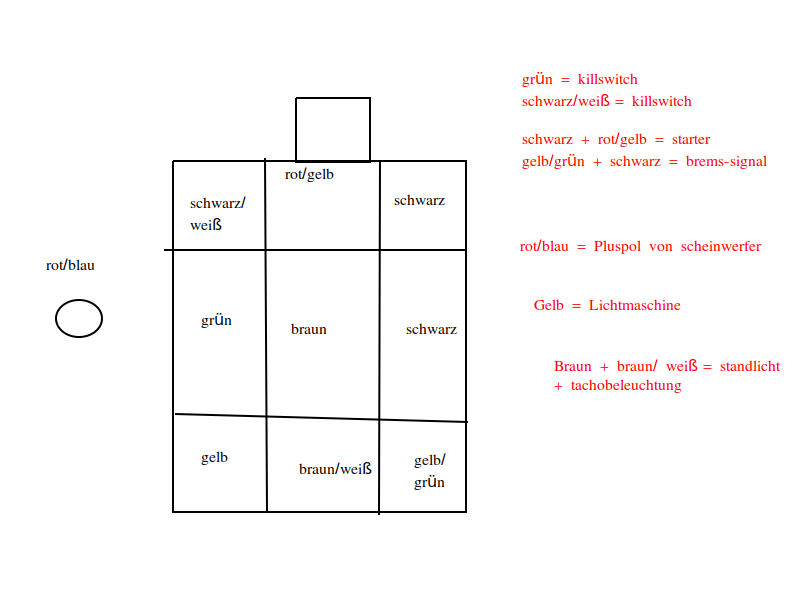 grün = killswitch
schwarz/weiß = killswitch
schwarz + rot/gelb = starter
gelb/grün + schwarz = brems-signal
rot/gelb
schwarz/
weiß
schwarz
rot/blau = Pluspol von scheinwerfer
rot/blau
Gelb = Lichtmaschine
grün
braun
schwarz
Braun + braun/ weiß = standlicht
+ tachobeleuchtung
gelb
braun/weiß
gelb/
grün